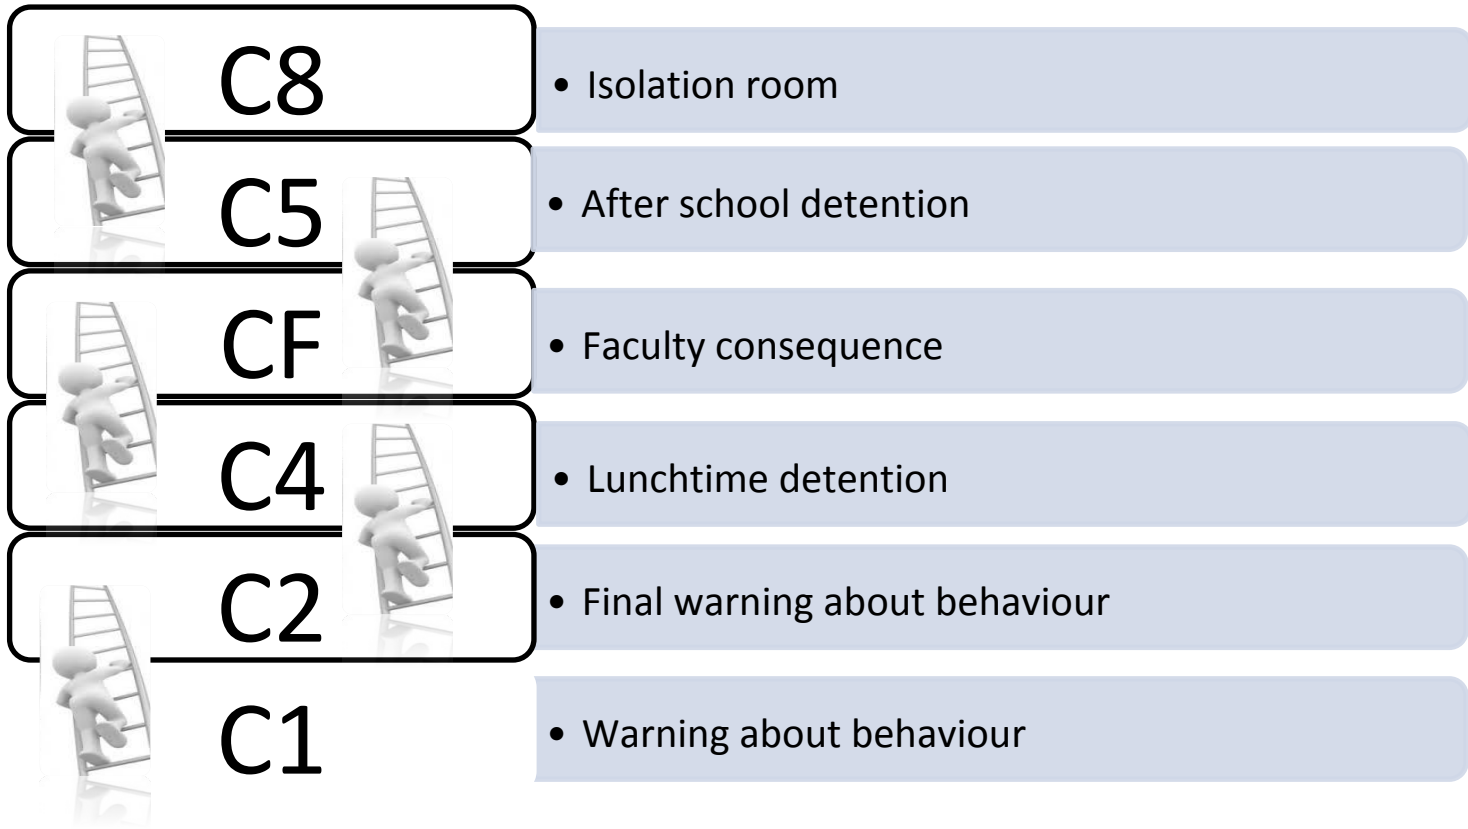 C8
• Isolation room
C5
• After school detention
CF
• Faculty consequence
C4
• Lunchtime detention
C2
• Final warning about behaviour
C1
• Warning about behaviour